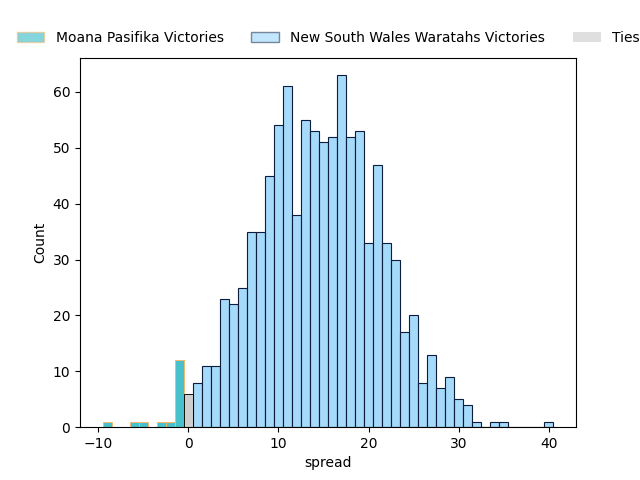 Moana Pasifika Victories New South Wales Waratahs Victories Ties
60
50
40
30
20
10
0
Count
−10 0 10 20 30 40
spread